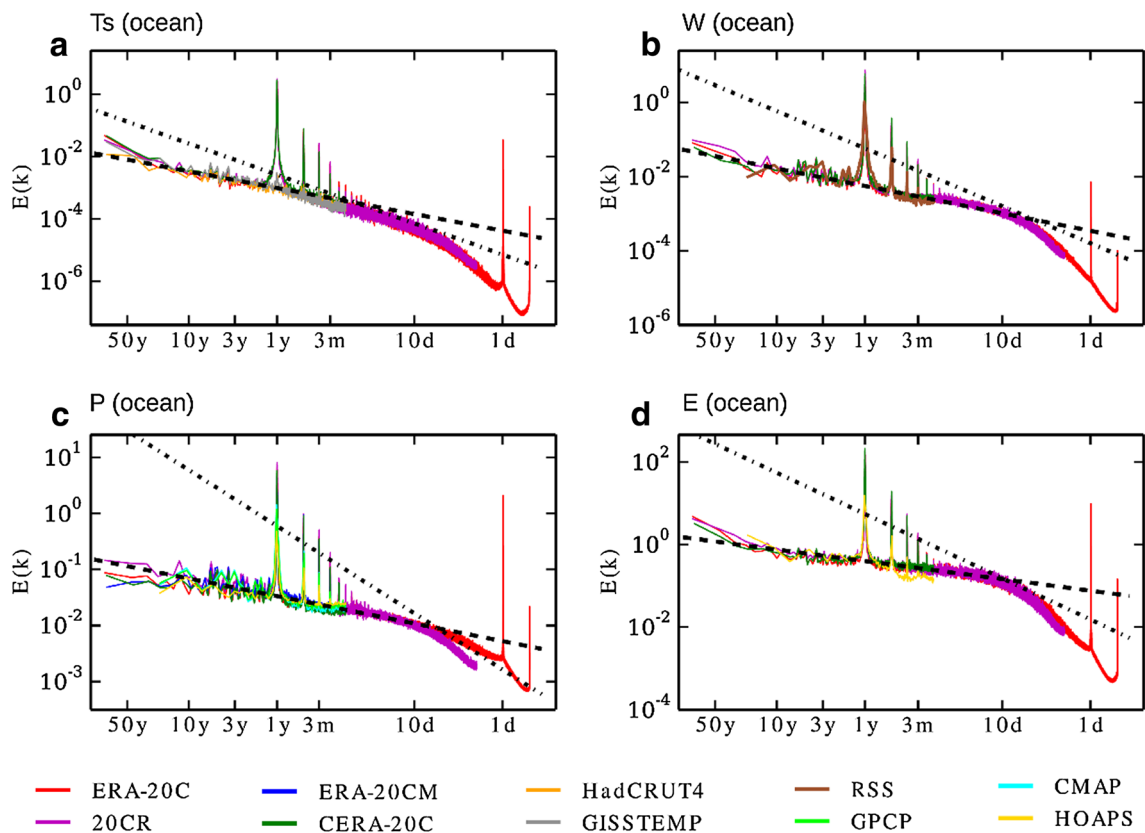 a Ts (ocean)
E(k)
10^0
10^-2
10^-4
10^-6
50y 10y 3y 1y 3m 10d 1d
b W (ocean)
E(k)
10^0
10^-2
10^-4
10^-6
50y 10y 3y 1y 3m 10d 1d
c P (ocean)
E(k)
10^1
10^0
10^-1
10^-2
10^-3
50y 10y 3y 1y 3m 10d 1d
d E (ocean)
E(k)
10^2
10^0
10^-2
10^-4
50y 10y 3y 1y 3m 10d 1d
ERA-20C ERA-20CM HadCRUT4 RSS CMAP
20CR CERA-20C GISSTEMP GPCP HOAPS